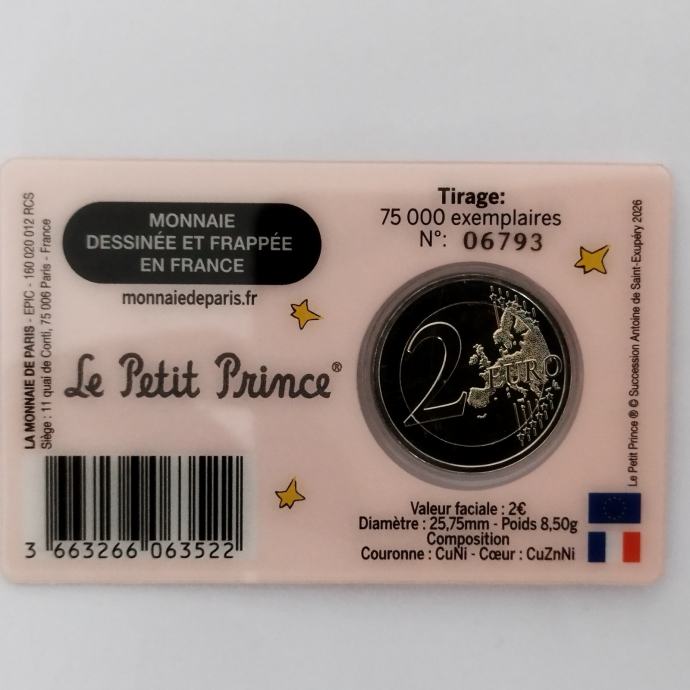 LA MONNAIE DE PARIS - EPIC - 160 020 012 RCS
Siège : 11 quai de Conti, 75 006 Paris - France
MONNAIE
DESSINÉE ET FRAPPÉE
EN FRANCE
monnaiedeparis.fr
Le Petit Prince®
3 663266 063522
Tirage:
75 000 exemplaires
N°: 06793
2 EURO
Valeur faciale : 2€
Diamètre : 25,75mm - Poids 8,50g
Composition
Couronne : CuNi - Cœur : CuZnNi
Le Petit Prince ® © Succession Antoine de Saint-Exupéry 2026